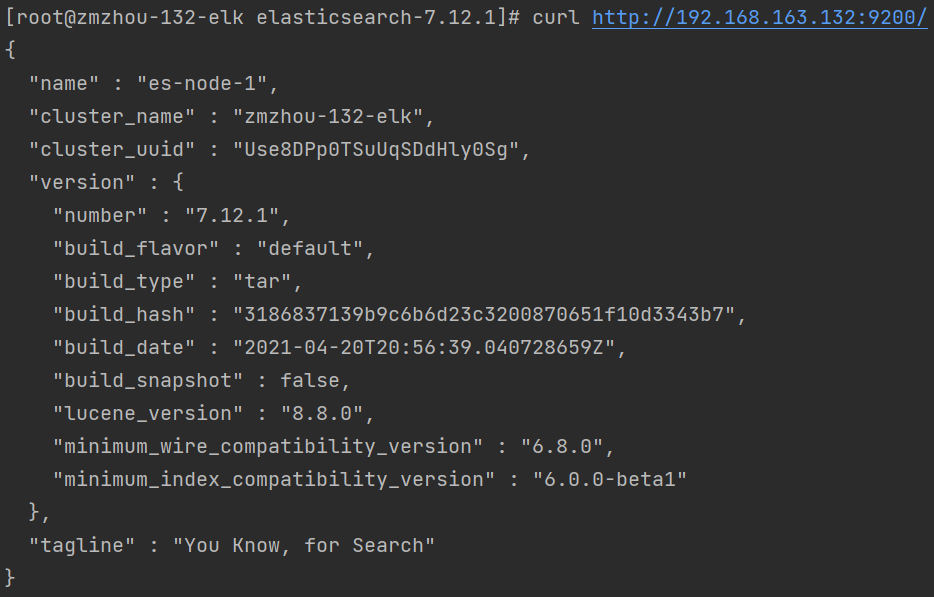 [root@zmzhou-132-elk elasticsearch-7.12.1]# curl http://192.168.163.132:9200/
{
  "name" : "es-node-1",
  "cluster_name" : "zmzhou-132-elk",
  "cluster_uuid" : "Use8DPp0TSuUqSDdHly0Sg",
  "version" : {
    "number" : "7.12.1",
    "build_flavor" : "default",
    "build_type" : "tar",
    "build_hash" : "3186837139b9c6b6d23c3200870651f10d3343b7",
    "build_date" : "2021-04-20T20:56:39.040728659Z",
    "build_snapshot" : false,
    "lucene_version" : "8.8.0",
    "minimum_wire_compatibility_version" : "6.8.0",
    "minimum_index_compatibility_version" : "6.0.0-beta1"
  },
  "tagline" : "You Know, for Search"
}